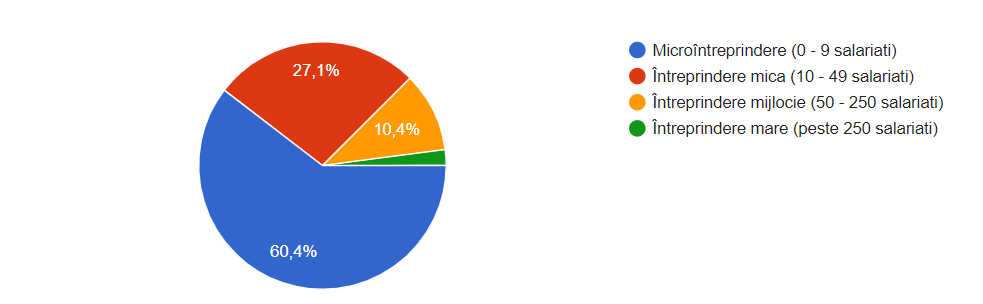 27,1%
10,4%
60,4%
Microîntreprindere (0 - 9 salariati)
Întreprindere mica (10 - 49 salariati)
Întreprindere mijlocie (50 - 250 salariati)
Întreprindere mare (peste 250 salariati)